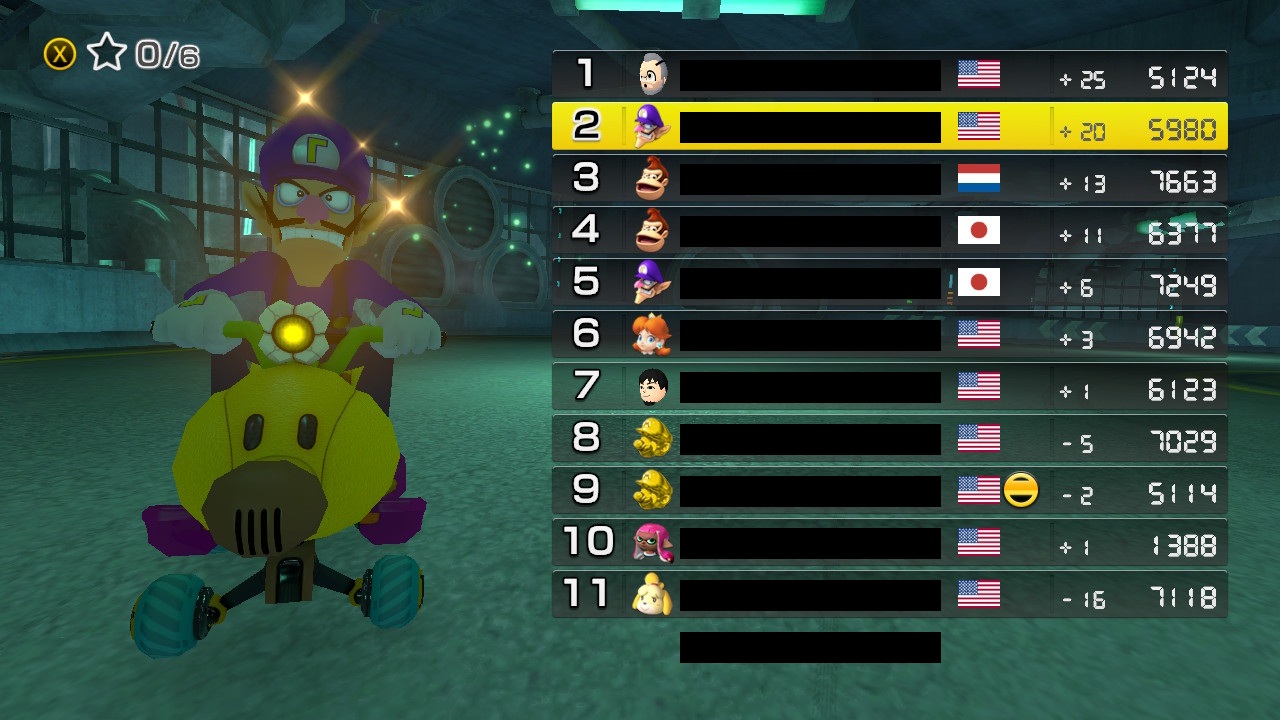 X 0/6
1 + 25 5124
2 + 20 5980
3 + 13 7663
4 + 11 6377
5 + 6 7249
6 + 3 6942
7 + 1 6123
8 - 5 7029
9 - 2 5114
10 + 1 1388
11 - 16 7118